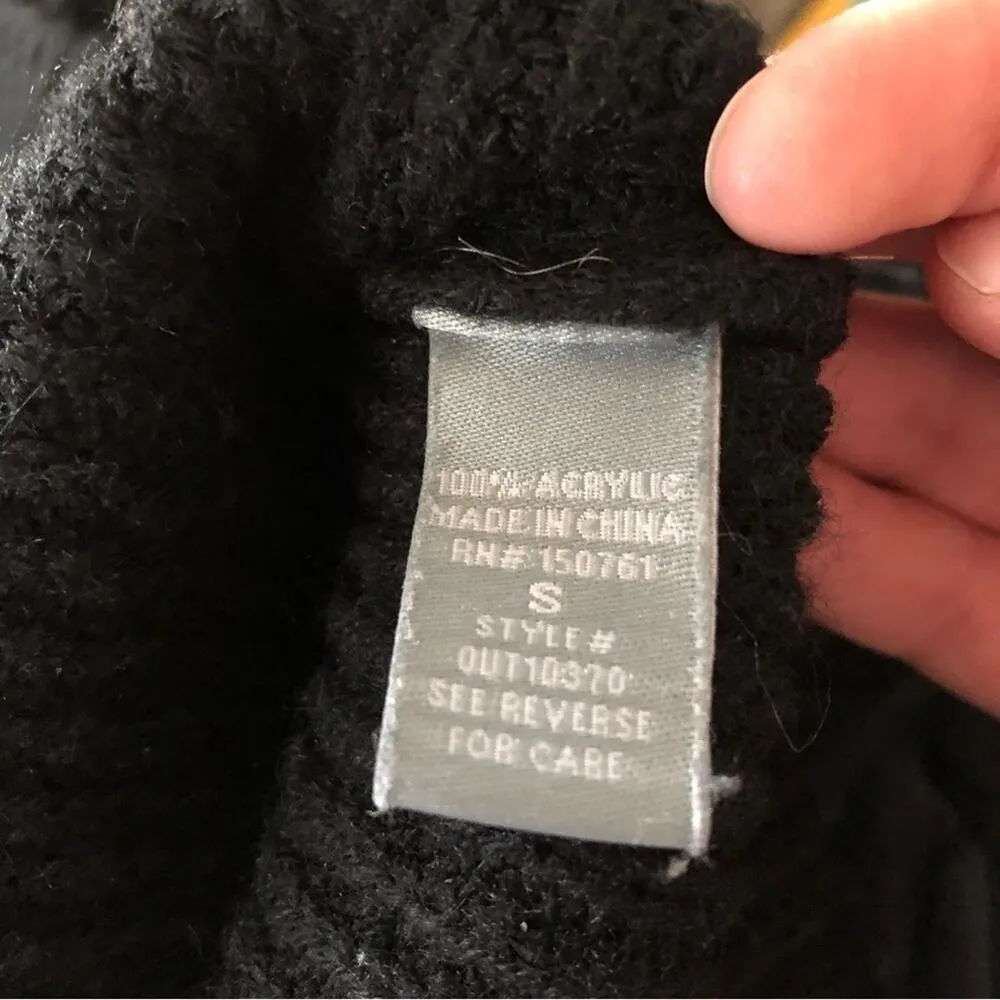 100% ACRYLIC
MADE IN CHINA
RN# 150761
S
STYLE #
OUT10370
SEE REVERSE
FOR CARE